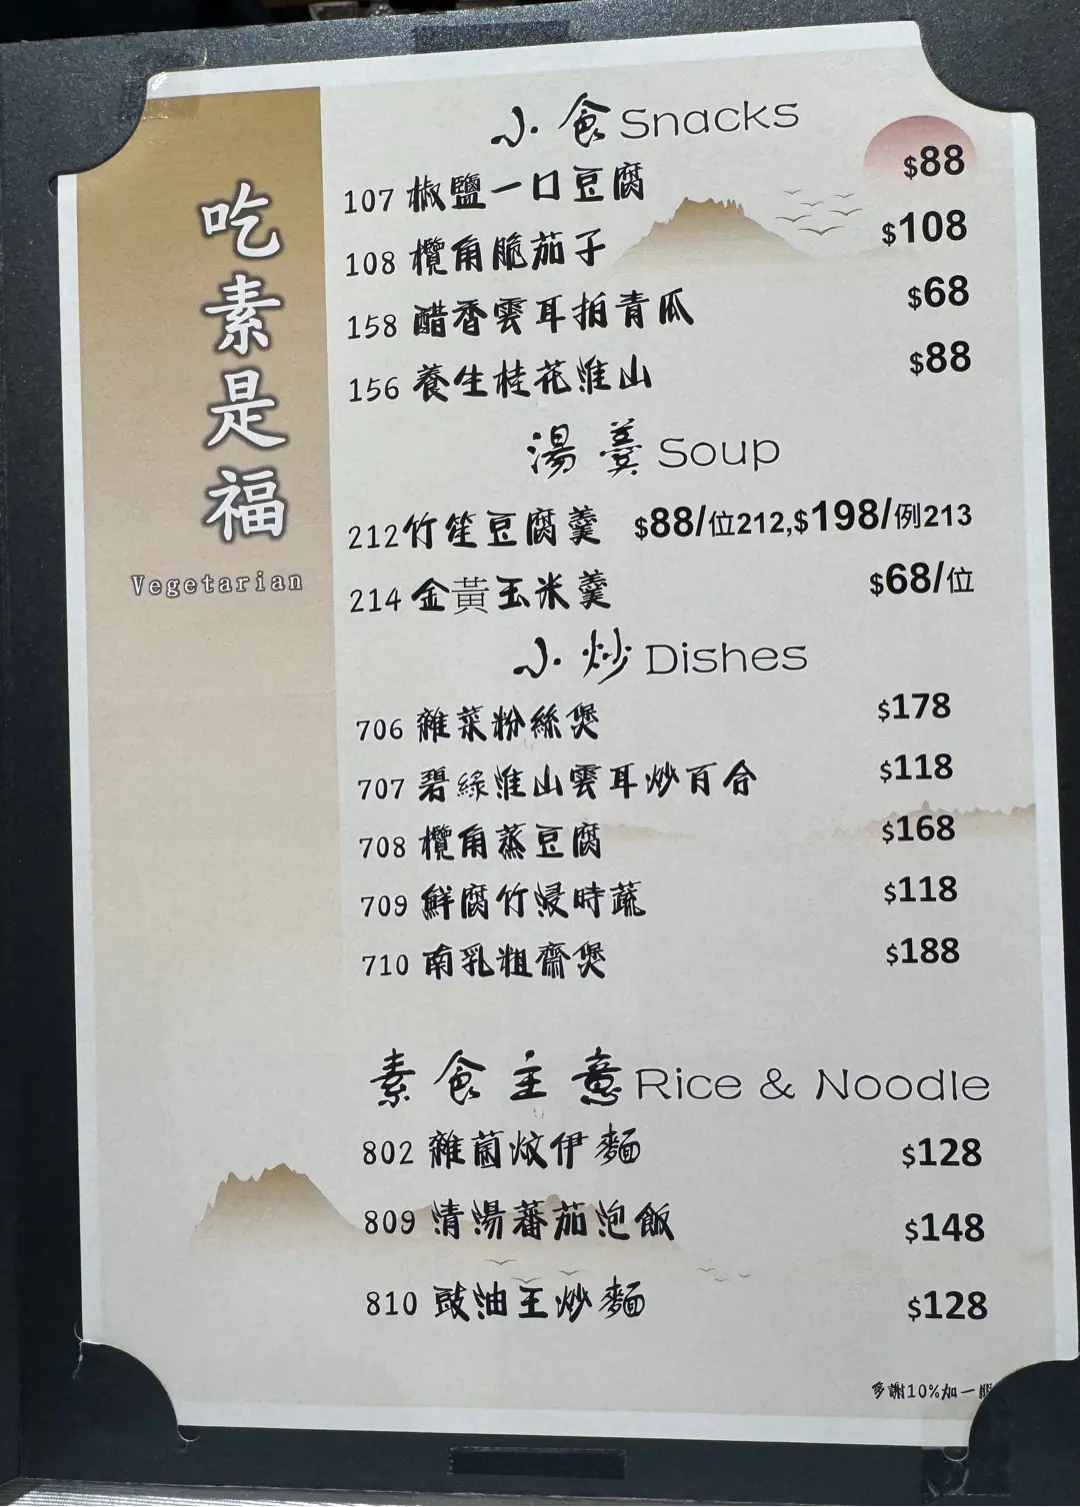 吃素是福
Vegetarian
小食 Snacks
107 椒鹽一口豆腐 $88
108 欖角脆茄子 $108
158 醋香雲耳拍青瓜 $68
156 養生桂花淮山 $88
湯羹 Soup
212 竹笙豆腐羹 $88/位212,$198/例213
214 金黃玉米羹 $68/位
小炒 Dishes
706 雜菜粉絲煲 $178
707 碧綠淮山雲耳炒百合 $118
708 欖角蒸豆腐 $168
709 鮮腐竹浸時蔬 $118
710 南乳粗齋煲 $188
素食主意 Rice & Noodle
802 雜菌炆伊麵 $128
809 清湯蕃茄泡飯 $148
810 豉油王炒麵 $128
多謝10%加一